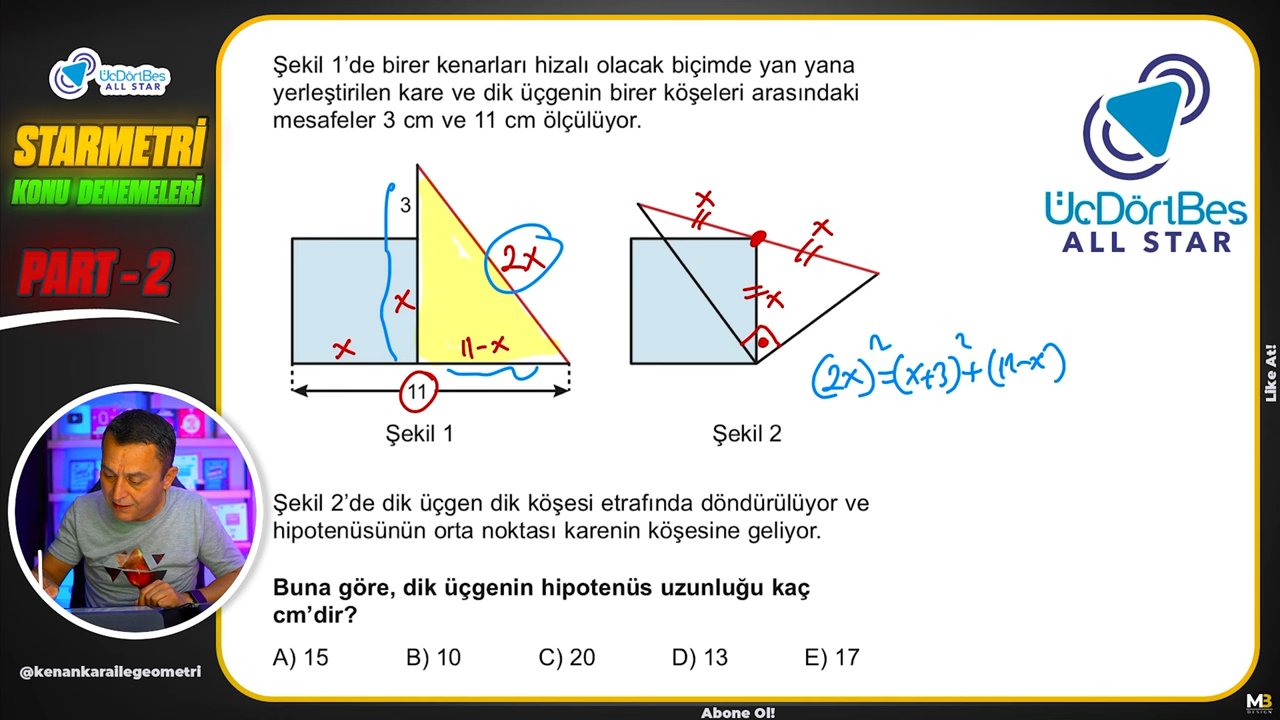 ÜçDörtBeş
ALL STAR
STARMETRİ
KONU DENEMELERİ
PART - 2
Şekil 1’de birer kenarları hizalı olacak biçimde yan yana
yerleştirilen kare ve dik üçgenin birer köşeleri arasındaki
mesafeler 3 cm ve 11 cm ölçülüyor.
ÜçDörtBeş
ALL STAR
3
2x
x
x
11-x
11
Şekil 1
x
x
=x
(2x)²=(x+3)²+(11-x)
Şekil 2
Şekil 2’de dik üçgen dik köşesi etrafında döndürülüyor ve
hipotenüsünün orta noktası karenin köşesine geliyor.
Buna göre, dik üçgenin hipotenüs uzunluğu kaç
cm’dir?
A) 15 B) 10 C) 20 D) 13 E) 17
@kenankarailegeometri
Like At!
Abone Ol!
MB
DESIGN